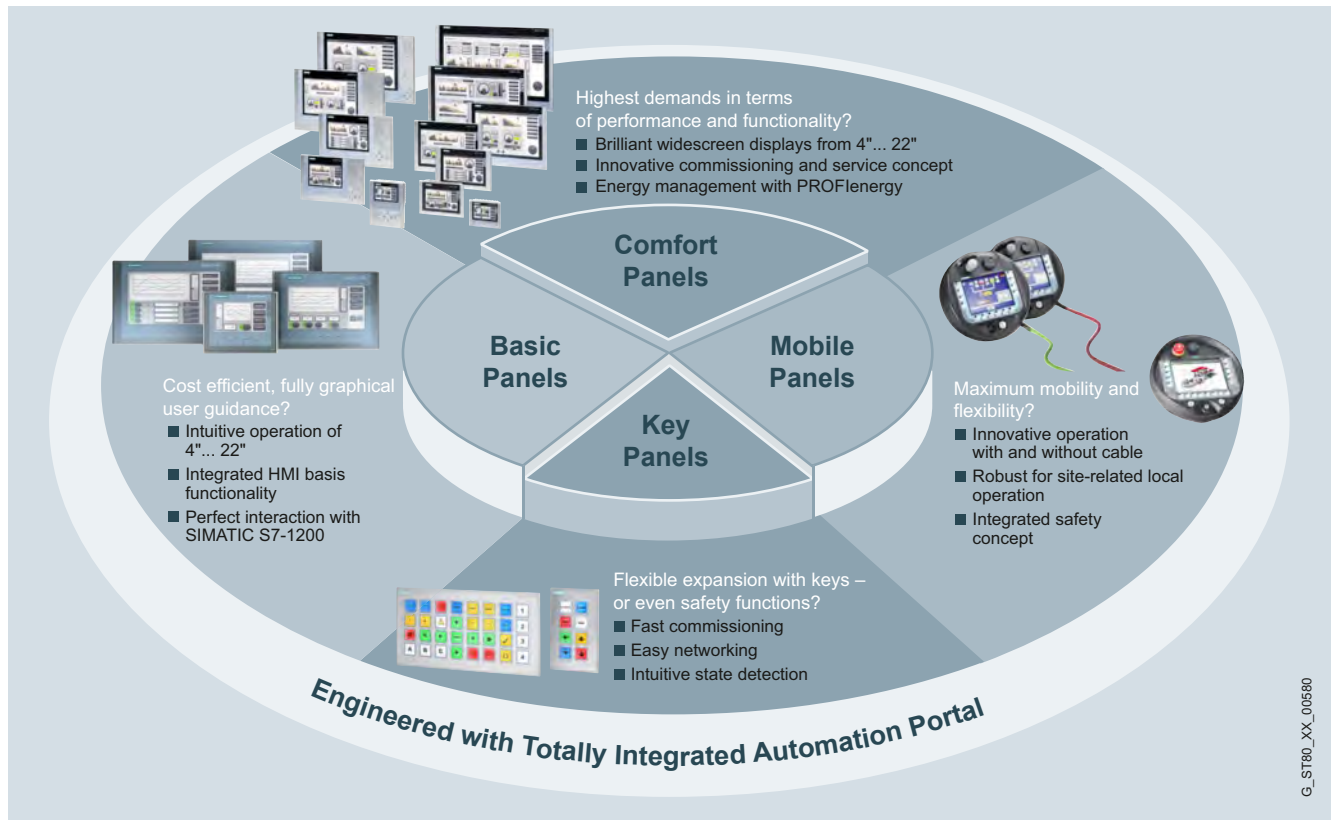 Highest demands in terms
of performance and functionality?
■ Brilliant widescreen displays from 4"... 22"
■ Innovative commissioning and service concept
■ Energy management with PROFIenergy
Comfort
Panels
Basic
Panels
Mobile
Panels
Key
Panels
Cost efficient, fully graphical
user guidance?
■ Intuitive operation of
4"... 22"
■ Integrated HMI basis
functionality
■ Perfect interaction with
SIMATIC S7-1200
Maximum mobility and
flexibility?
■ Innovative operation
with and without cable
■ Robust for site-related local
operation
■ Integrated safety
concept
Flexible expansion with keys –
or even safety functions?
■ Fast commissioning
■ Easy networking
■ Intuitive state detection
Engineered with Totally Integrated Automation Portal
G_ST80_XX_00580